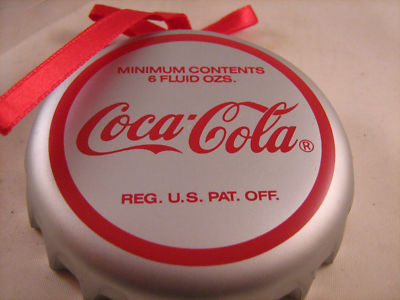 MINIMUM CONTENTS
6 FLUID OZS.
Coca-Cola®
REG. U.S. PAT. OFF.